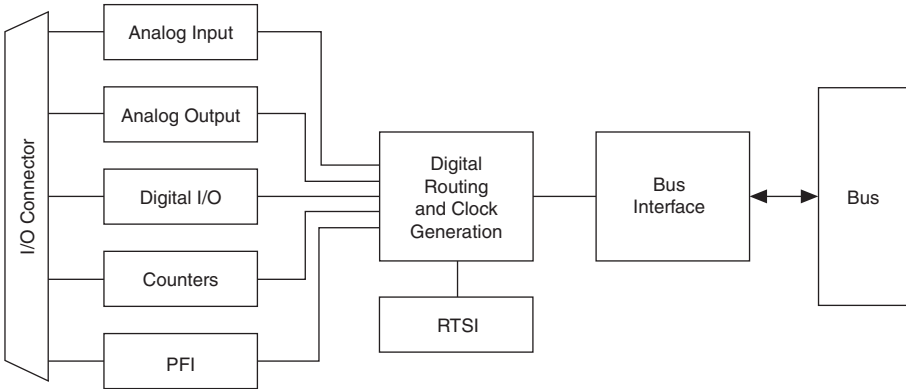 I/O Connector
Analog Input
Analog Output
Digital I/O
Counters
PFI
Digital
Routing
and Clock
Generation
RTSI
Bus
Interface
Bus